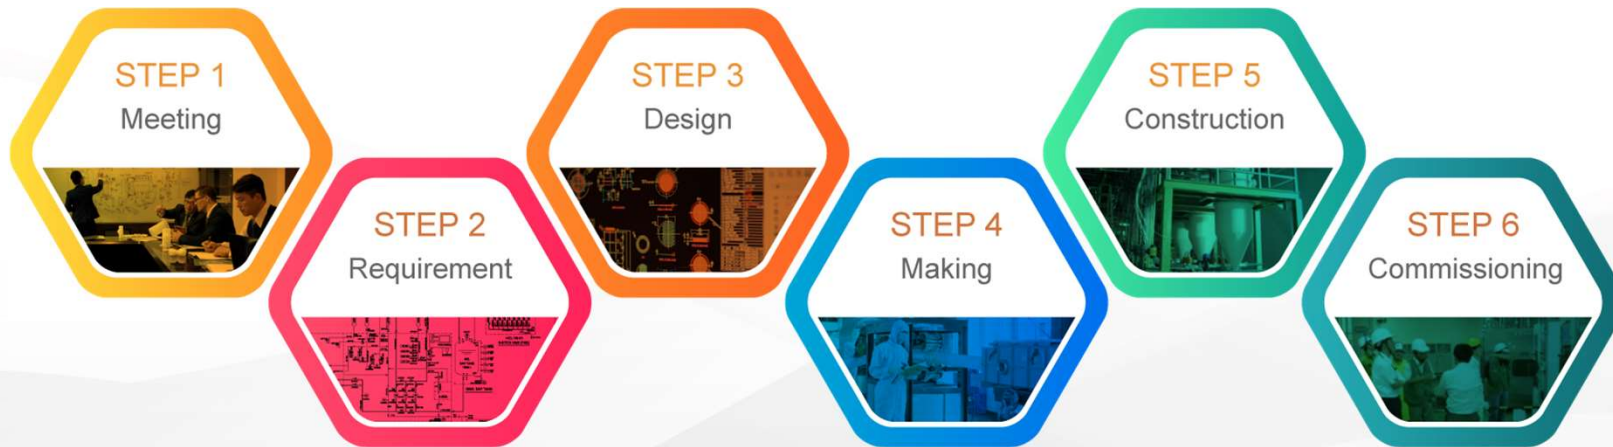 STEP 1
Meeting
STEP 2
Requirement
STEP 3
Design
STEP 4
Making
STEP 5
Construction
STEP 6
Commissioning